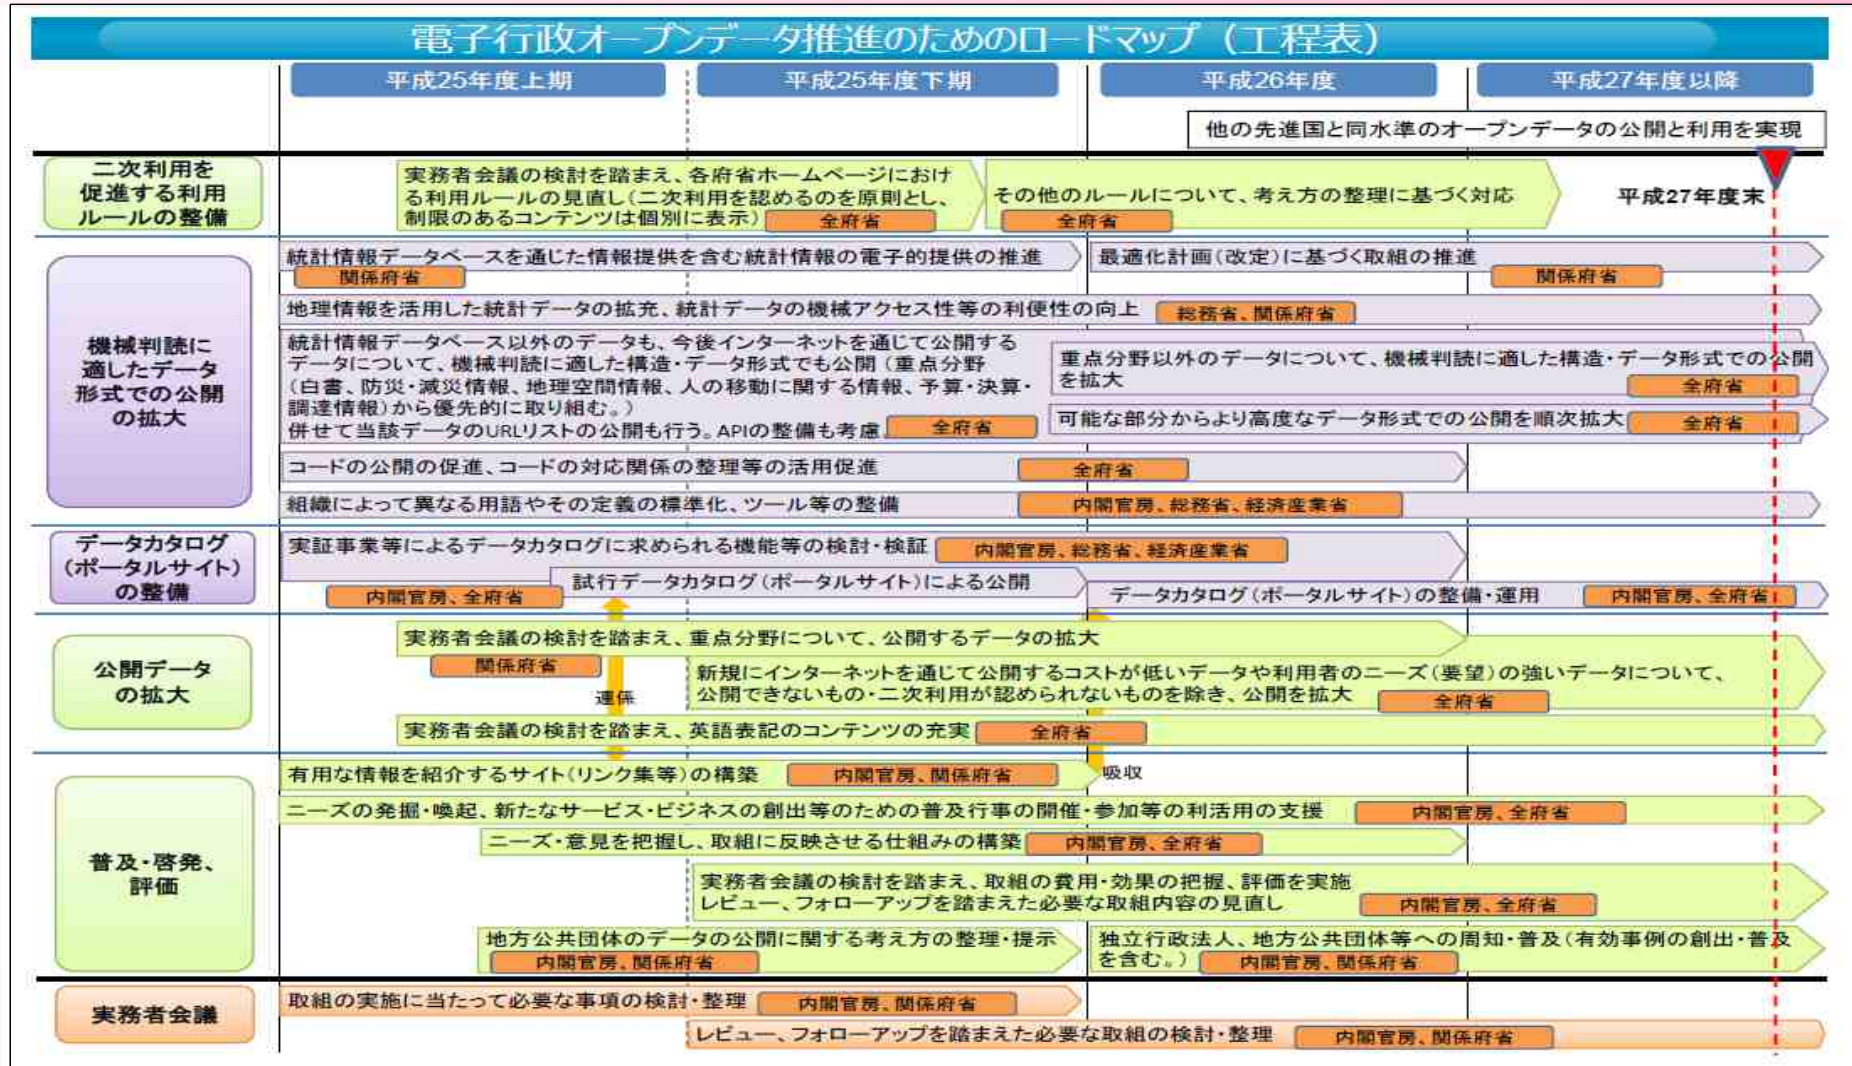 電子行政オープンデータ推進のためのロードマップ（工程表）
平成25年度上期
平成25年度下期
平成26年度
平成27年度以降
他の先進国と同水準のオープンデータの公開と利用を実現
平成27年度末
二次利用を
促進する利用
ルールの整備
実務者会議の検討を踏まえ、各府省ホームページにおけ
る利用ルールの見直し（二次利用を認めるのを原則とし、
制限のあるコンテンツは個別に表示）
全府省
その他のルールについて、考え方の整理に基づく対応
全府省
機械判読に
適したデータ
形式での公開
の拡大
統計情報データベースを通じた情報提供を含む統計情報の電子的提供の推進
関係府省
最適化計画（改定）に基づく取組の推進
関係府省
地理情報を活用した統計データの拡充、統計データの機械アクセス性等の利便性の向上
総務省、関係府省
統計情報データベース以外のデータも、今後インターネットを通じて公開する
データについて、機械判読に適した構造・データ形式でも公開（重点分野
（白書、防災・減災情報、地理空間情報、人の移動に関する情報、予算・決算・
調達情報）から優先的に取り組む。）
併せて当該データのURLリストの公開も行う。APIの整備も考慮。
全府省
重点分野以外のデータについて、機械判読に適した構造・データ形式での公開
を拡大
全府省
可能な部分からより高度なデータ形式での公開を順次拡大
全府省
コードの公開の促進、コードの対応関係の整理等の活用促進
全府省
組織によって異なる用語やその定義の標準化、ツール等の整備
内閣官房、総務省、経済産業省
データカタログ
（ポータルサイト）
の整備
実証事業等によるデータカタログに求められる機能等の検討・検証
内閣官房、総務省、経済産業省
試行データカタログ（ポータルサイト）による公開
内閣官房、全府省
データカタログ（ポータルサイト）の整備・運用
内閣官房、全府省
公開データ
の拡大
実務者会議の検討を踏まえ、重点分野について、公開するデータの拡大
関係府省
連係
新規にインターネットを通じて公開するコストが低いデータや利用者のニーズ（要望）の強いデータについて、
公開できないもの・二次利用が認められないものを除き、公開を拡大
全府省
実務者会議の検討を踏まえ、英語表記のコンテンツの充実
全府省
普及・啓発、
評価
有用な情報を紹介するサイト（リンク集等）の構築
内閣官房、関係府省
吸収
ニーズの発掘・喚起、新たなサービス・ビジネスの創出等のための普及行事の開催・参加等の利活用の支援
内閣官房、全府省
ニーズ・意見を把握し、取組に反映させる仕組みの構築
内閣官房、全府省
実務者会議の検討を踏まえ、取組の費用・効果の把握、評価を実施
レビュー、フォローアップを踏まえた必要な取組内容の見直し
内閣官房、全府省
地方公共団体のデータの公開に関する考え方の整理・提示
内閣官房、関係府省
独立行政法人、地方公共団体等への周知・普及（有効事例の創出・普及
を含む。）
内閣官房、関係府省
実務者会議
取組の実施に当たって必要な事項の検討・整理
内閣官房、関係府省
レビュー、フォローアップを踏まえた必要な取組の検討・整理
内閣官房、関係府省